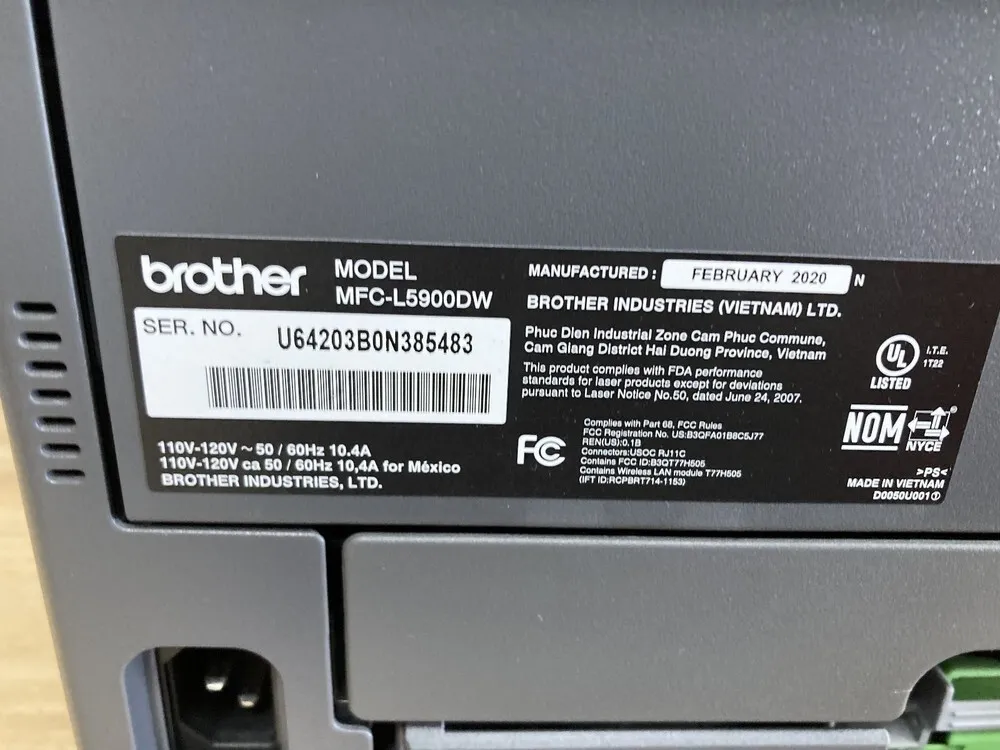 brother
MODEL
MFC-L5900DW
SER. NO.
U64203B0N385483
110V-120V ~ 50 / 60Hz 10.4A
110V-120V ca 50 / 60Hz 10,4A for México
BROTHER INDUSTRIES, LTD.
MANUFACTURED : FEBRUARY 2020 N
BROTHER INDUSTRIES (VIETNAM) LTD.
Phuc Dien Industrial Zone Cam Phuc Commune,
Cam Giang District Hai Duong Province, Vietnam
This product complies with FDA performance
standards for laser products except for deviations
pursuant to Laser Notice No.50, dated June 24, 2007.
FC
Complies with Part 68, FCC Rules
FCC Registration No. US:B3QFA01B8C5J77
REN(US):0.1B
Connectors:USOC RJ11C
Contains FCC ID:B3QT77H505
Contains Wireless LAN module T77H505
(IFT ID:RCPBRT714-1153)
UL
LISTED
I.T.E.
1T22
NOM
NYCE
>PS<
MADE IN VIETNAM
D0050U001①